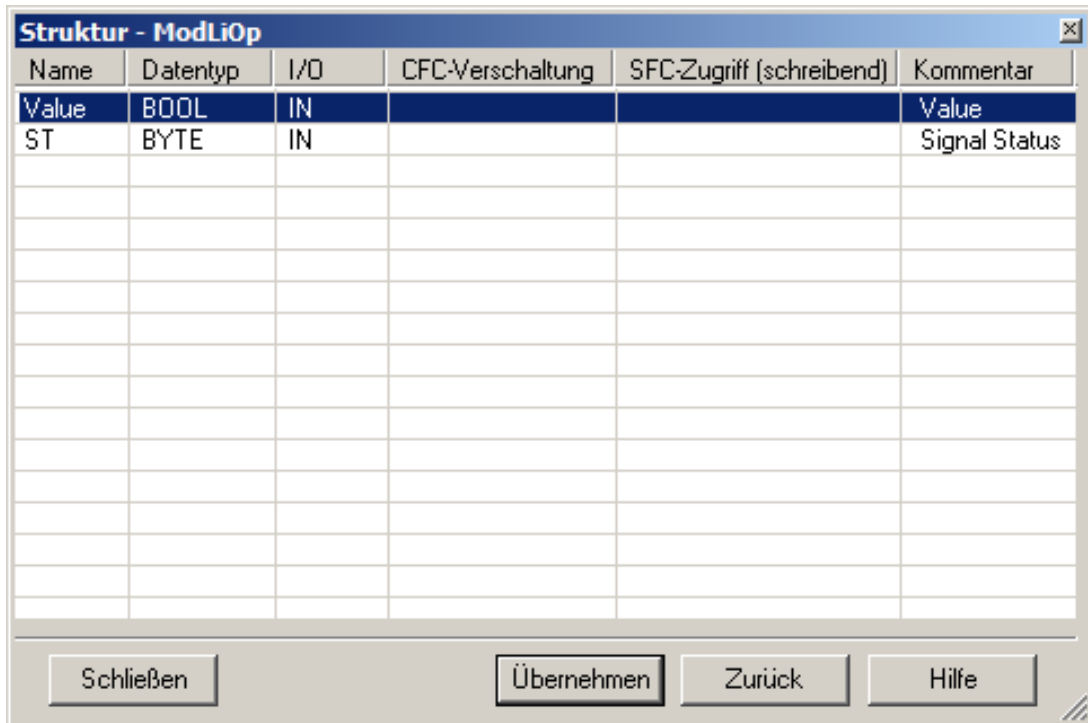 Struktur - ModLiOp
Name Datentyp I/O CFC-Verschaltung SFC-Zugriff (schreibend) Kommentar
Value BOOL IN Value
ST BYTE IN Signal Status
Schließen Übernehmen Zurück Hilfe